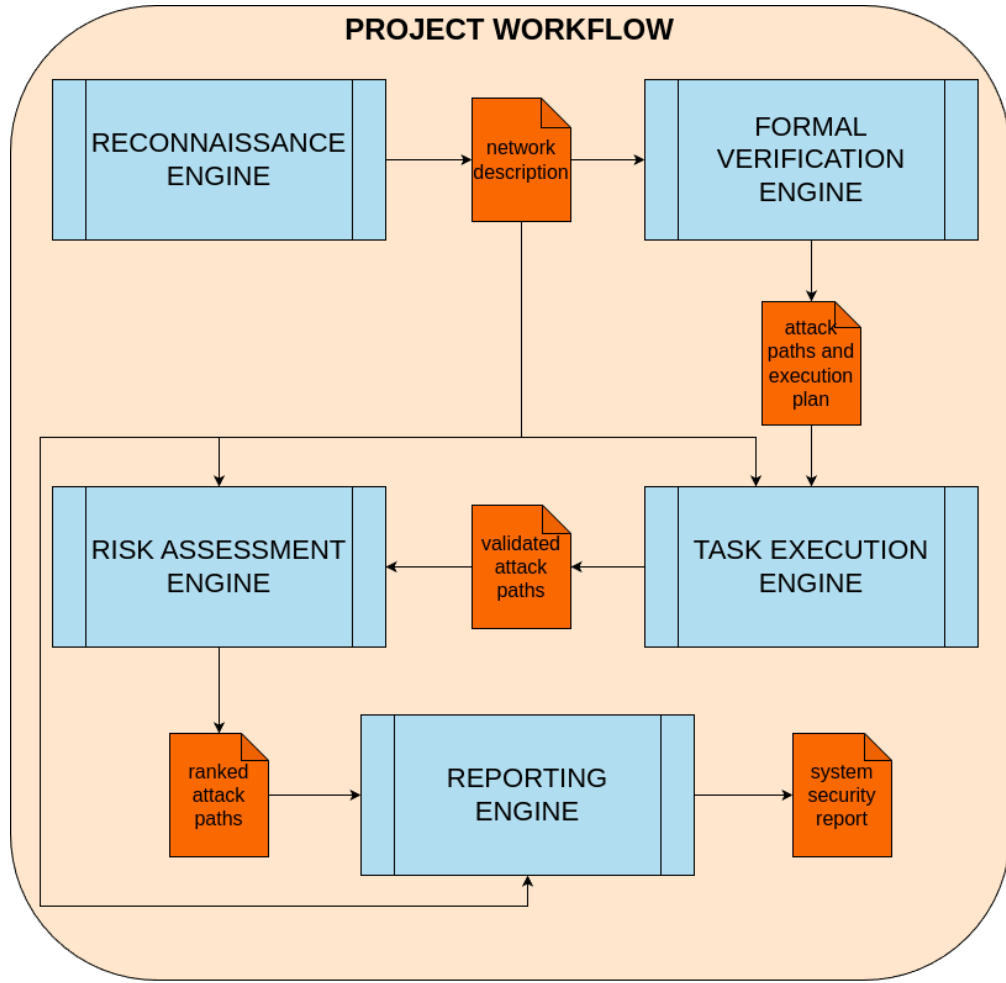 PROJECT WORKFLOW
RECONNAISSANCE
ENGINE
network
description
FORMAL
VERIFICATION
ENGINE
attack
paths and
execution
plan
RISK ASSESSMENT
ENGINE
validated
attack
paths
TASK EXECUTION
ENGINE
ranked
attack
paths
REPORTING
ENGINE
system
security
report